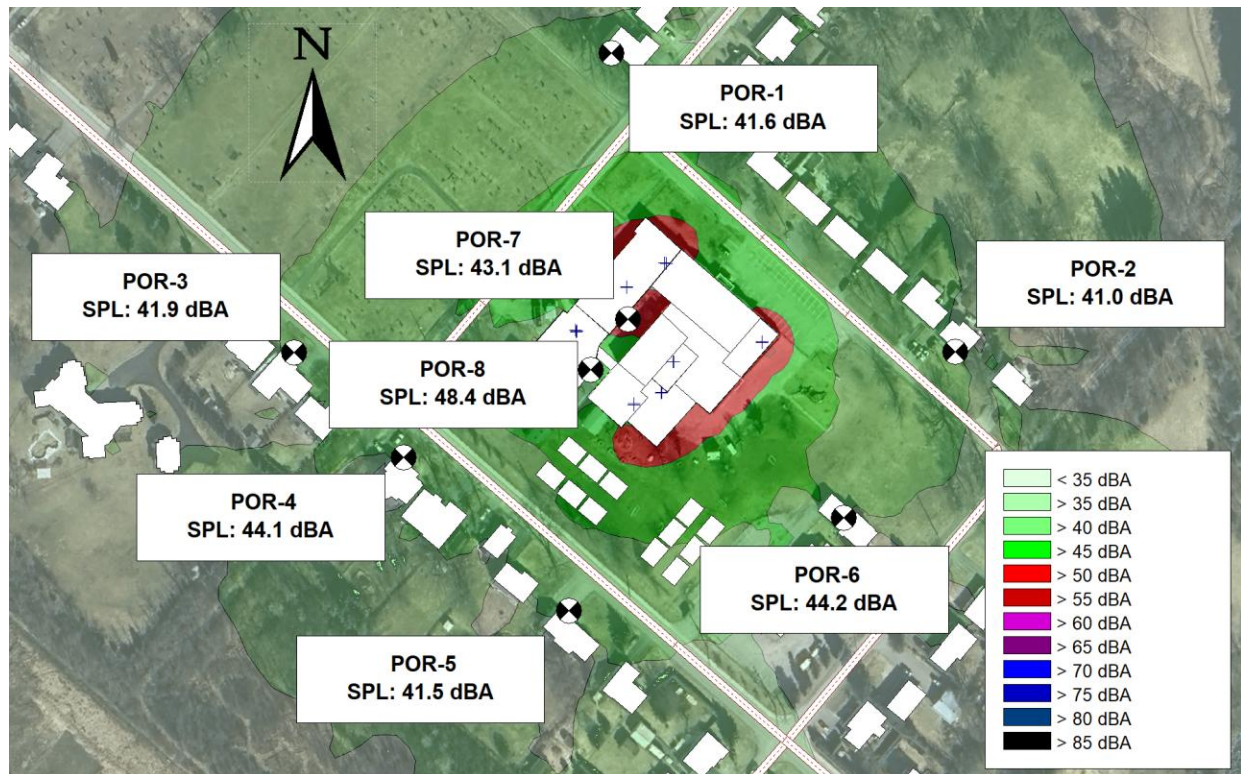 N
POR-1
SPL: 41.6 dBA
POR-7
SPL: 43.1 dBA
POR-3
SPL: 41.9 dBA
POR-2
SPL: 41.0 dBA
POR-8
SPL: 48.4 dBA
POR-4
SPL: 44.1 dBA
POR-6
SPL: 44.2 dBA
POR-5
SPL: 41.5 dBA
< 35 dBA
> 35 dBA
> 40 dBA
> 45 dBA
> 50 dBA
> 55 dBA
> 60 dBA
> 65 dBA
> 70 dBA
> 75 dBA
> 80 dBA
> 85 dBA